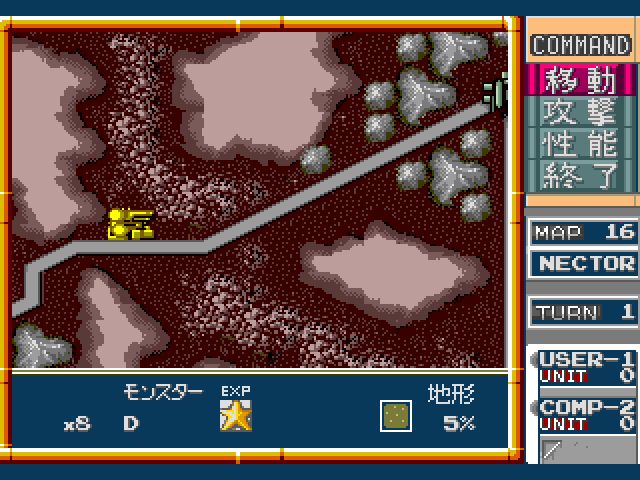 COMMAND
移動
攻撃
性能
終了
MAP 16
NECTOR
TURN 1
USER-1
UNIT 0
COMP-2
UNIT 0
モンスター EXP 地形
x8 D 5%